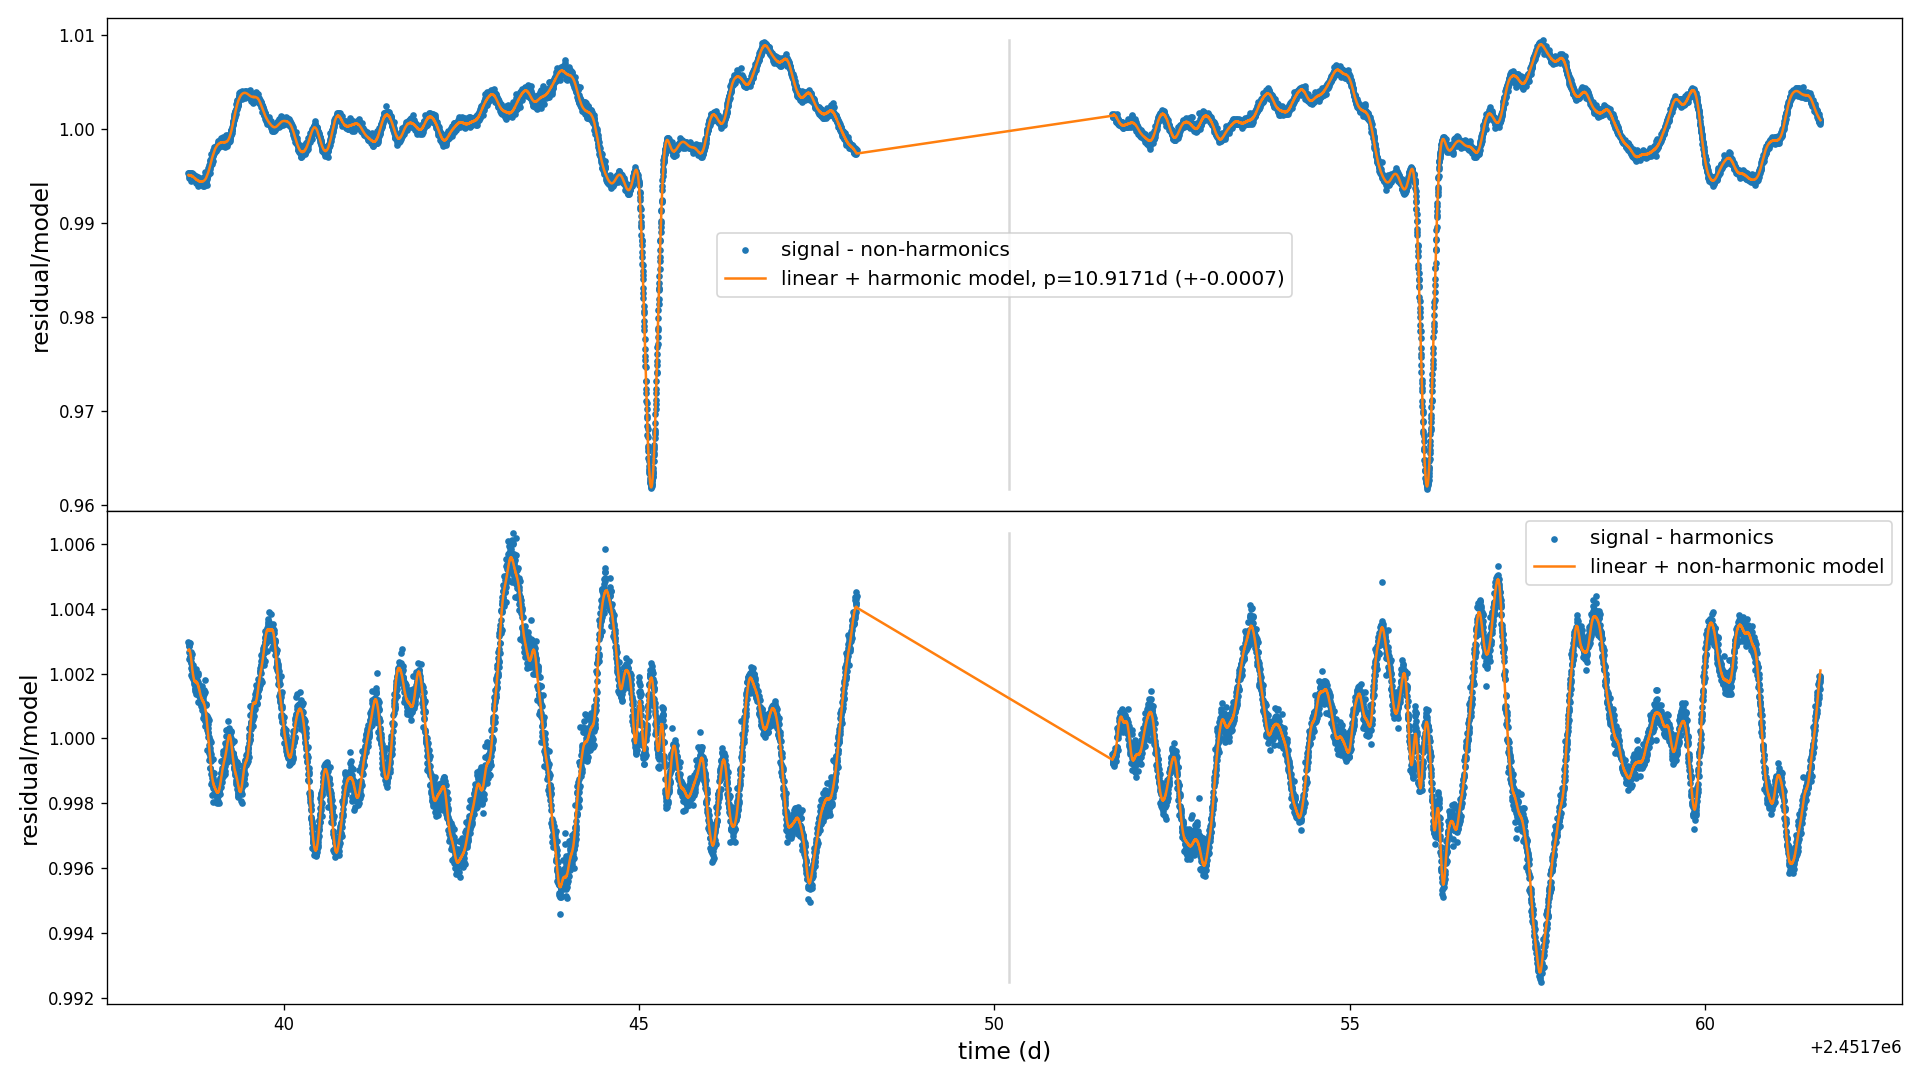 1.01
1.00
0.99
0.98
0.97
0.96
residual/model
signal - non-harmonics
linear + harmonic model, p=10.9171d (+-0.0007)
1.006
1.004
1.002
1.000
0.998
0.996
0.994
0.992
residual/model
signal - harmonics
linear + non-harmonic model
40 45 50 55 60
time (d)
+2.4517e6